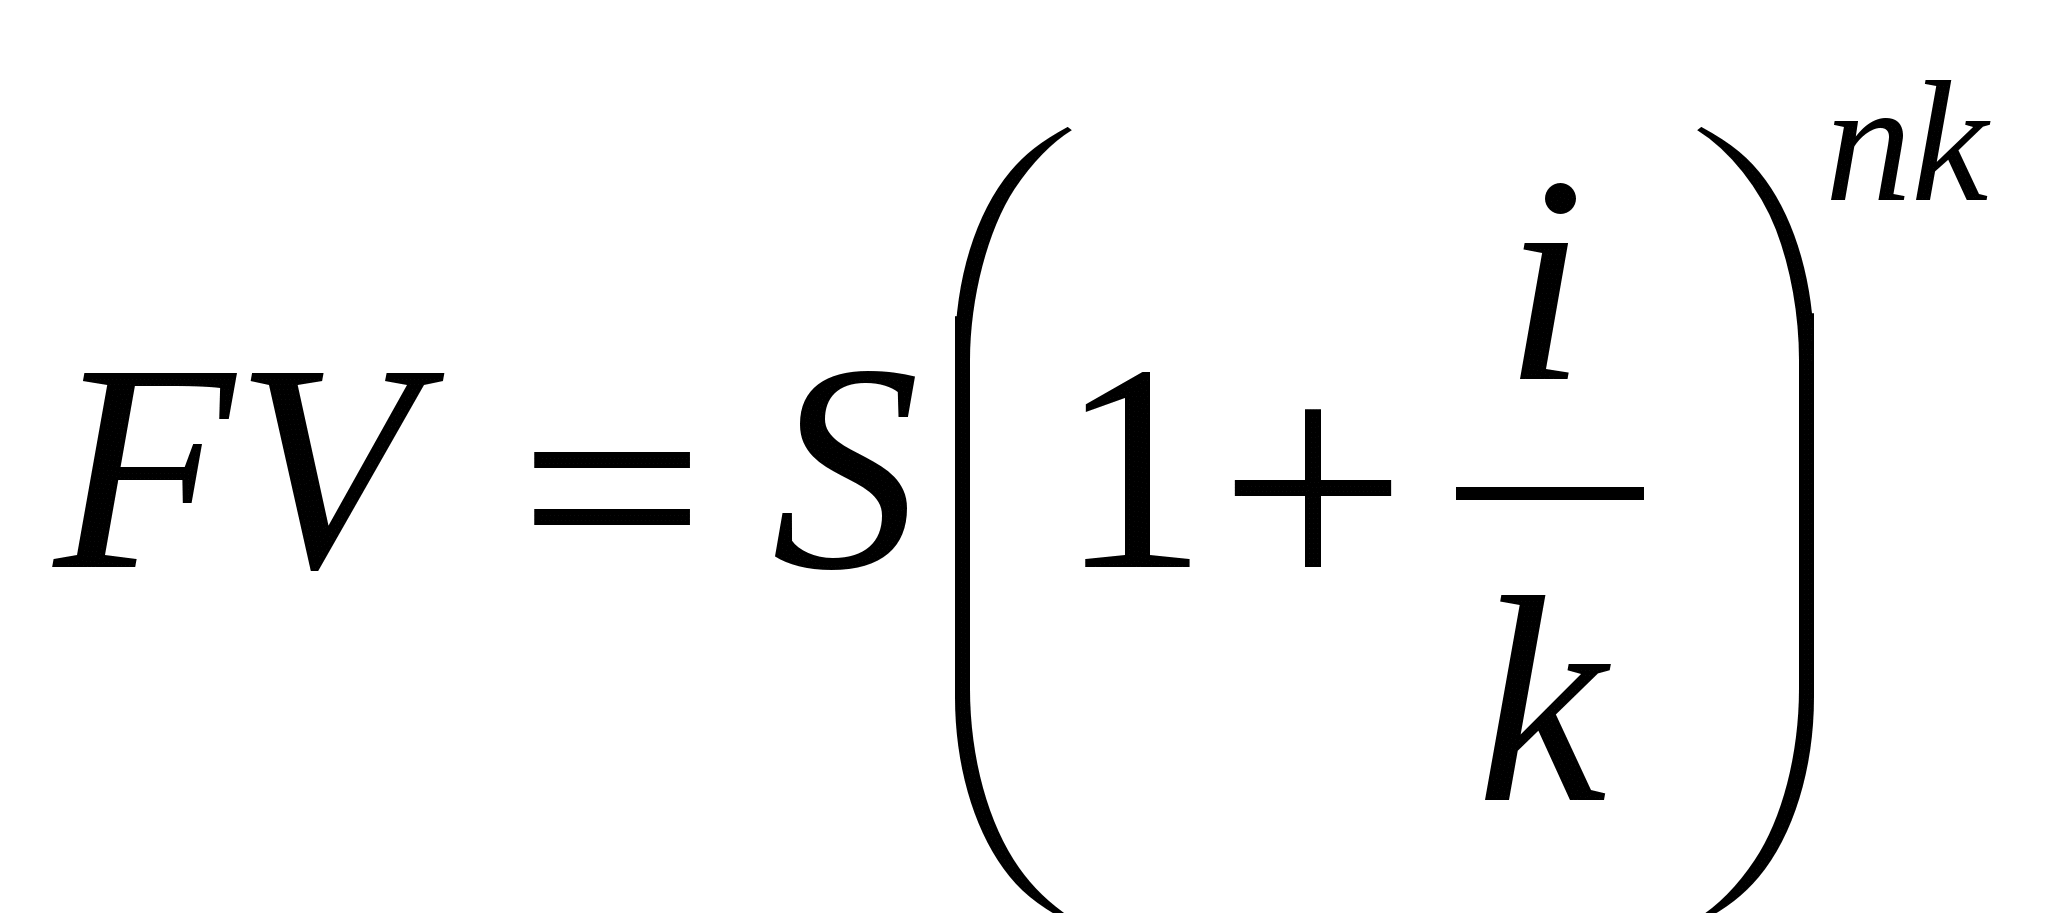 FV = S(1 + i/k)^{nk}